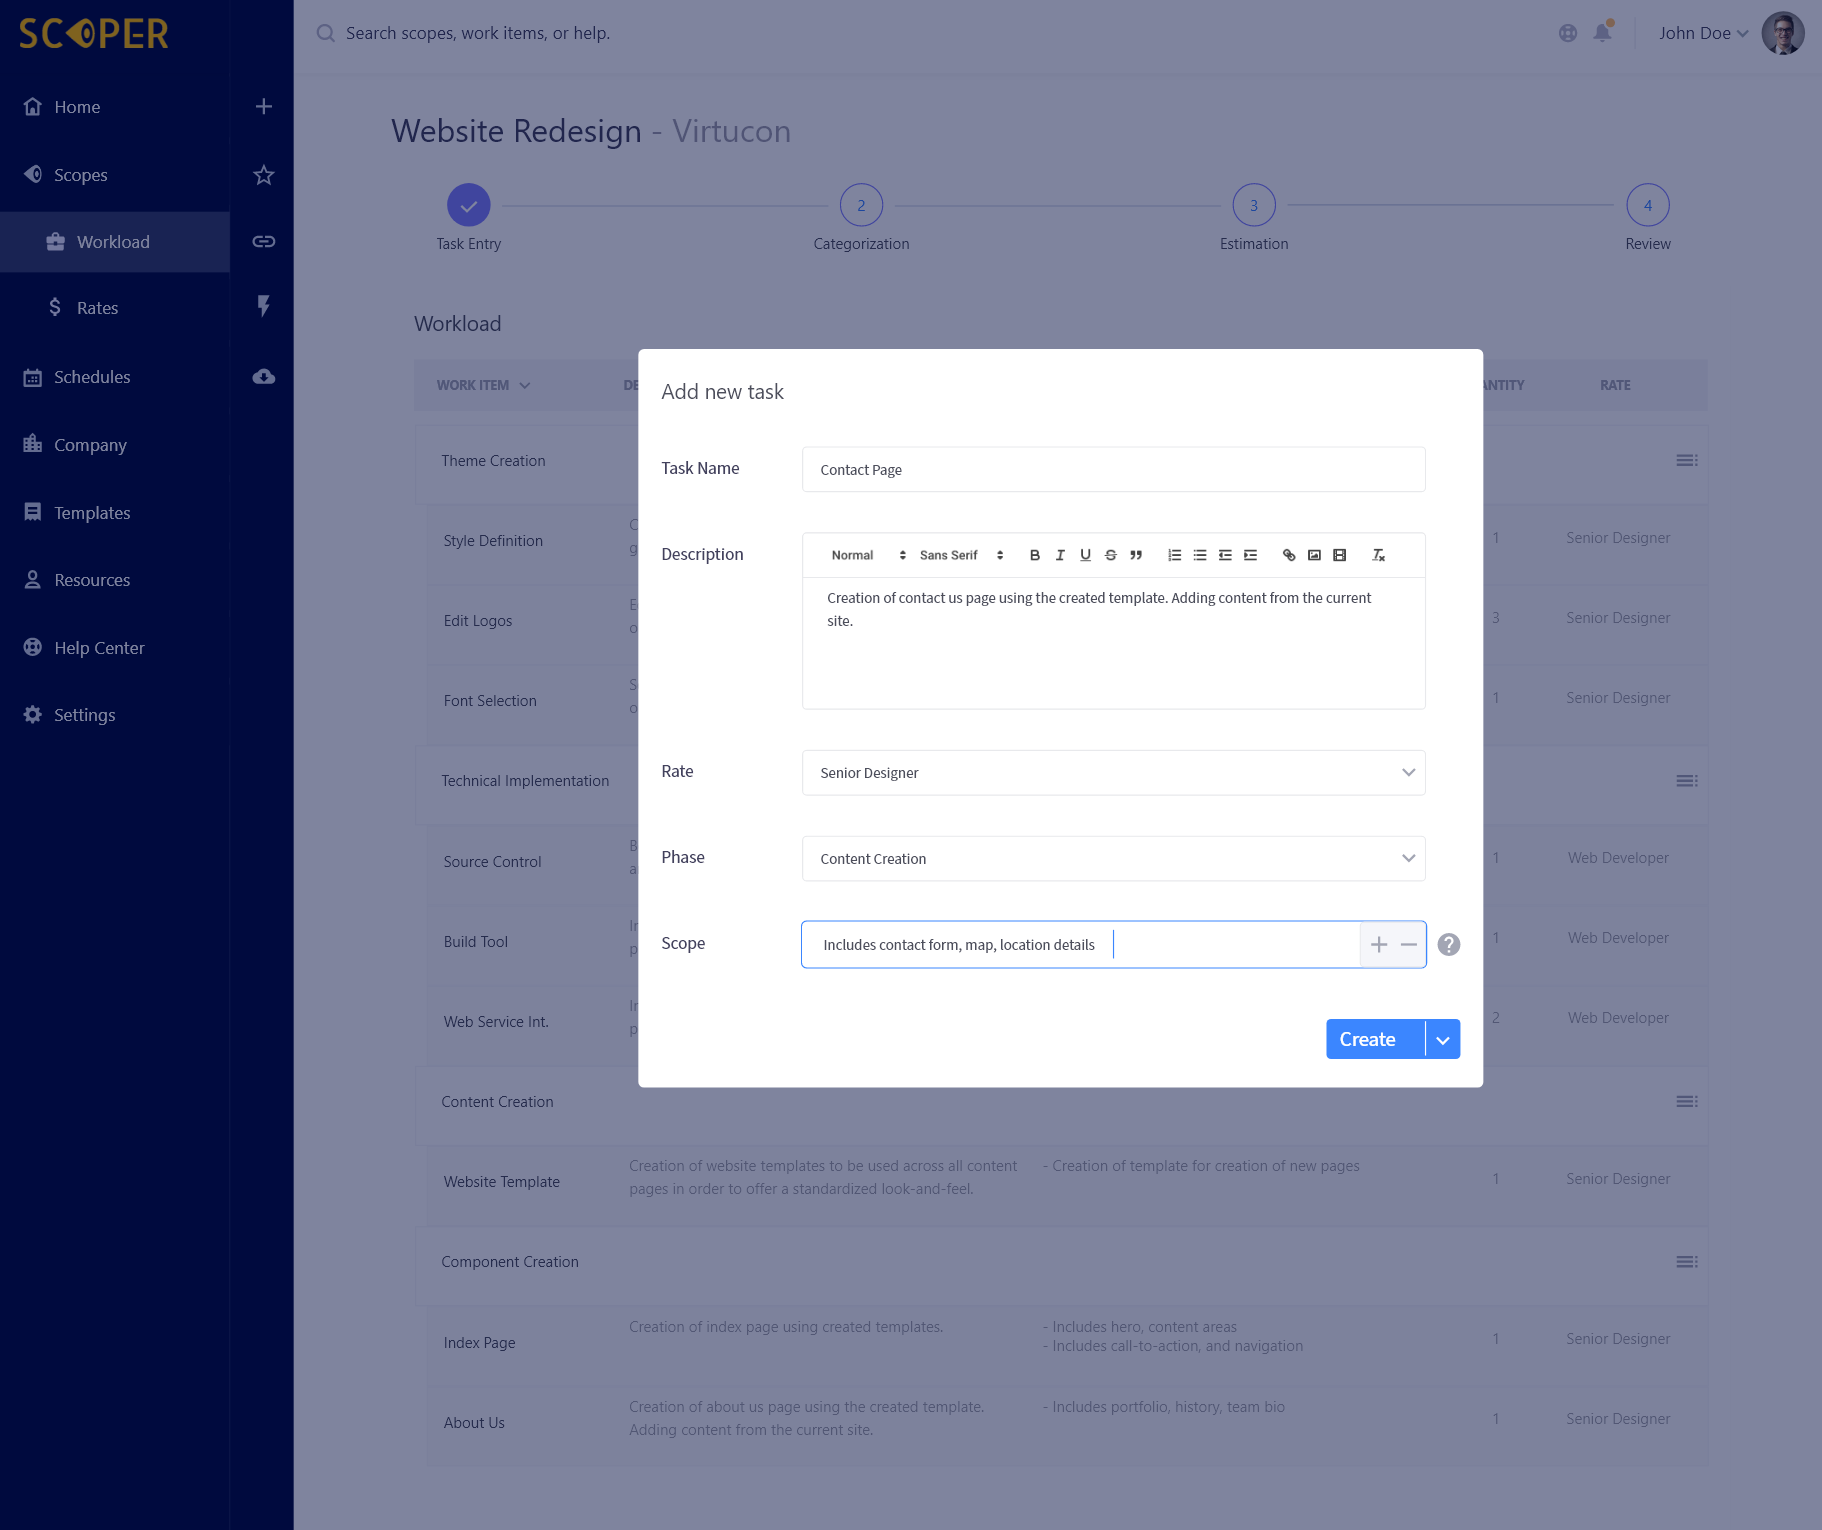 SCOPER
Search scopes, work items, or help.
John Doe
Home
Scopes
Workload
Rates
Schedules
Company
Templates
Resources
Help Center
Settings
Website Redesign - Virtucon
2
3
4
Task Entry
Categorization
Estimation
Review
Workload
WORK ITEM
RATE
Add new task
Task Name
Contact Page
Description
Normal
Sans Serif
Creation of contact us page using the created template. Adding content from the current
site.
Rate
Senior Designer
Phase
Content Creation
Scope
Includes contact form, map, location details
Create
Theme Creation
Style Definition
1
Senior Designer
Edit Logos
3
Senior Designer
Font Selection
1
Senior Designer
Technical Implementation
Source Control
1
Web Developer
Build Tool
1
Web Developer
Web Service Int.
2
Web Developer
Content Creation
Website Template
Creation of website templates to be used across all content
pages in order to offer a standardized look-and-feel.
- Creation of template for creation of new pages
1
Senior Designer
Component Creation
Index Page
Creation of index page using created templates.
- Includes hero, content areas
- Includes call-to-action, and navigation
1
Senior Designer
About Us
Creation of about us page using the created template.
Adding content from the current site.
- Includes portfolio, history, team bio
1
Senior Designer